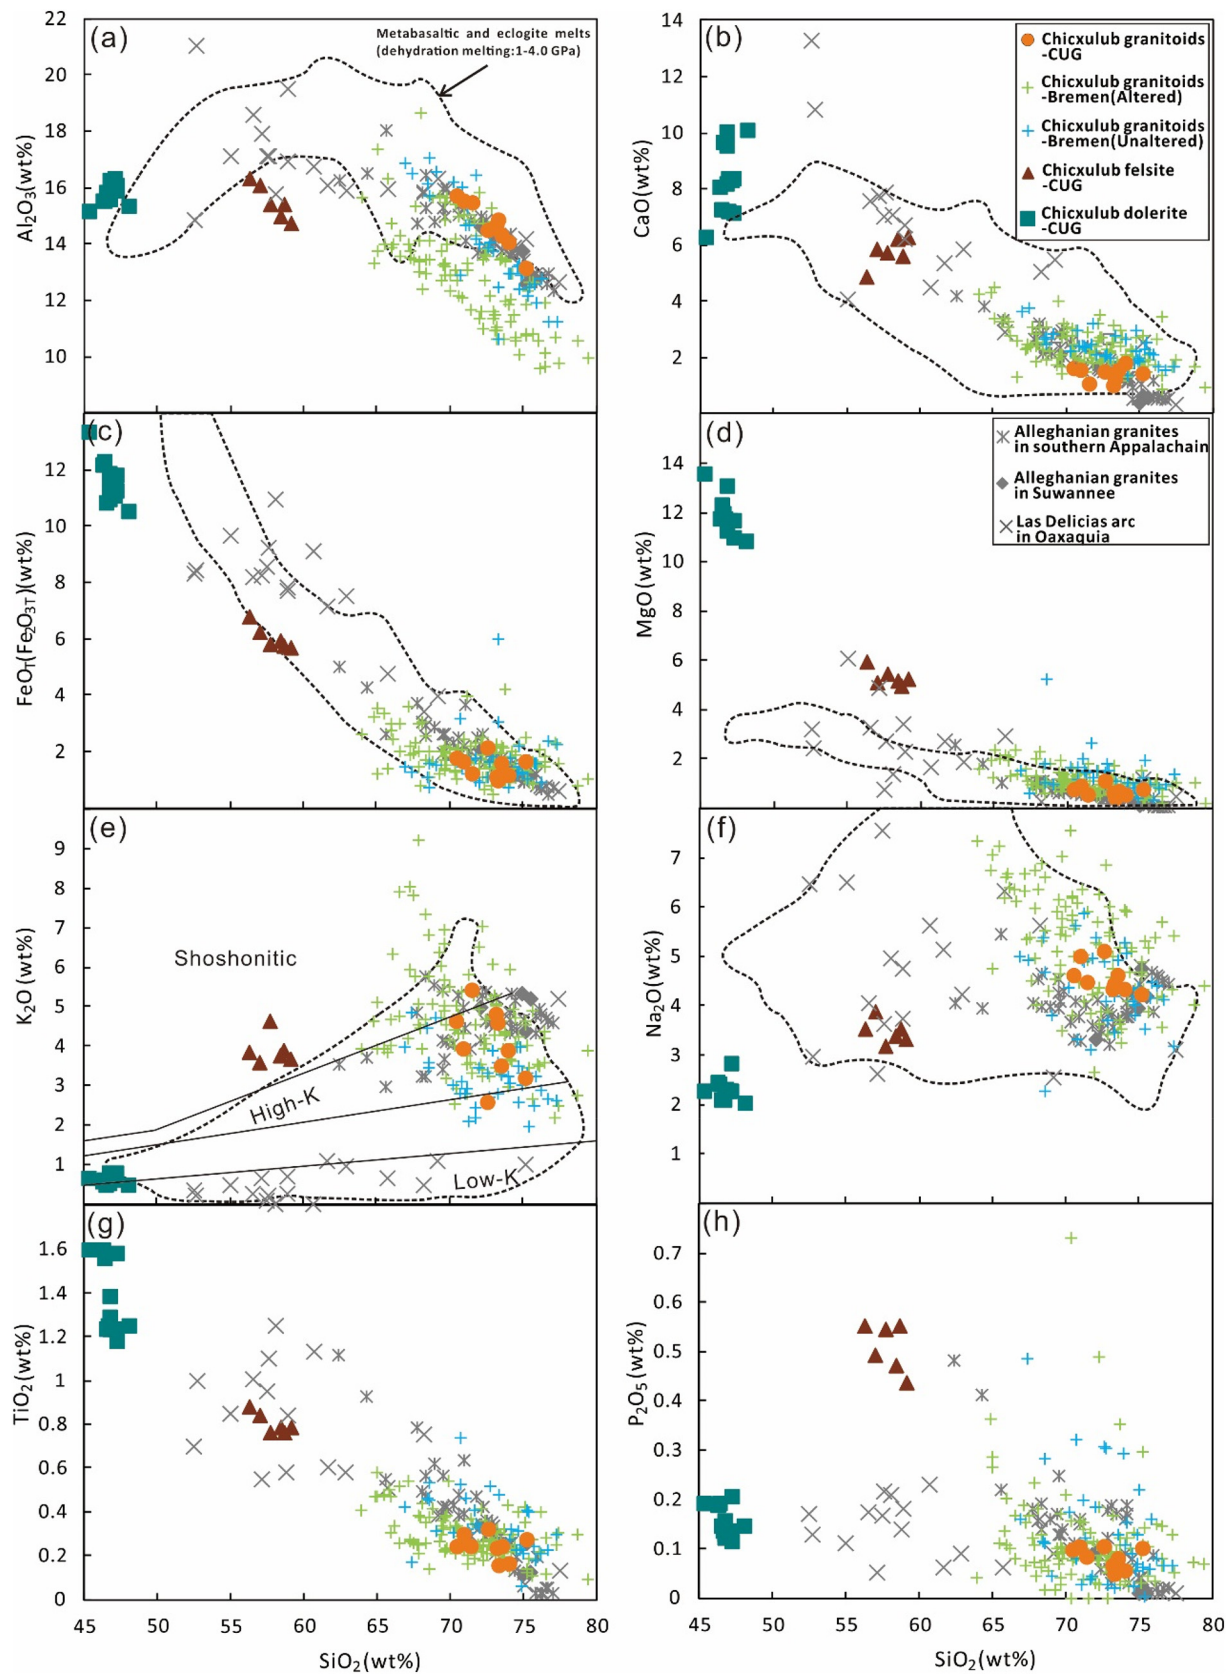 (a)
Metabasaltic and eclogite melts
(dehydration melting:1-4.0 GPa)
22
20
18
16
14
12
10
Al₂O₃(wt%)
(b)
Chicxulub granitoids
-CUG
Chicxulub granitoids
-Bremen(Altered)
Chicxulub granitoids
-Bremen(Unaltered)
Chicxulub felsite
-CUG
Chicxulub dolerite
-CUG
14
12
10
8
6
4
2
CaO(wt%)
(c)
12
10
8
6
4
2
FeOT(Fe₂O₃T)(wt%)
(d)
Alleghanian granites
in southern Appalachain
Alleghanian granites
in Suwannee
Las Delicias arc
in Oaxaquia
14
12
10
8
6
4
2
MgO(wt%)
(e)
9
8
7
6
5
4
3
2
1
K₂O(wt%)
Shoshonitic
High-K
Low-K
(f)
7
6
5
4
3
2
1
Na₂O(wt%)
(g)
1.6
1.4
1.2
1
0.8
0.6
0.4
0.2
0
TiO₂(wt%)
45 50 55 60 65 70 75 80
SiO₂(wt%)
(h)
0.7
0.6
0.5
0.4
0.3
0.2
0.1
0
P₂O₅(wt%)
45 50 55 60 65 70 75 80
SiO₂(wt%)